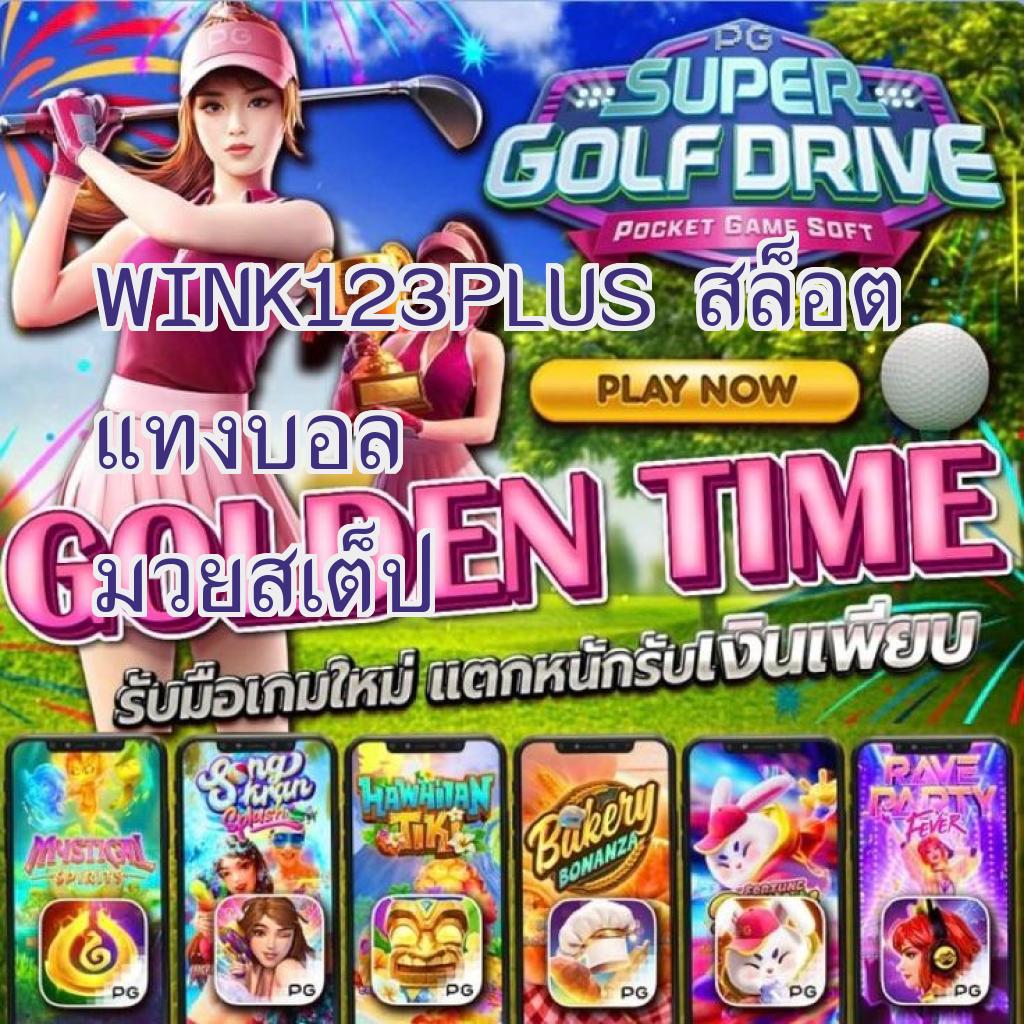 PG
PG
SUPER
GOLF DRIVE
POCKET GAME SOFT
WINK123PLUS สล็อต
PLAY NOW
แทงบอล
GOLDEN TIME
มวยสเต็ป
รับมือเกมใหม่ แตกหนักรับเงินเพียบ
MYSTICAL
SPIRITS
PG
Songkran
Splash
PG
HAWAIIAN
TIKI
PG
Bakery
BONANZA
PG
FORTUNE
PG
RAVE
PARTY
FEVER
PG